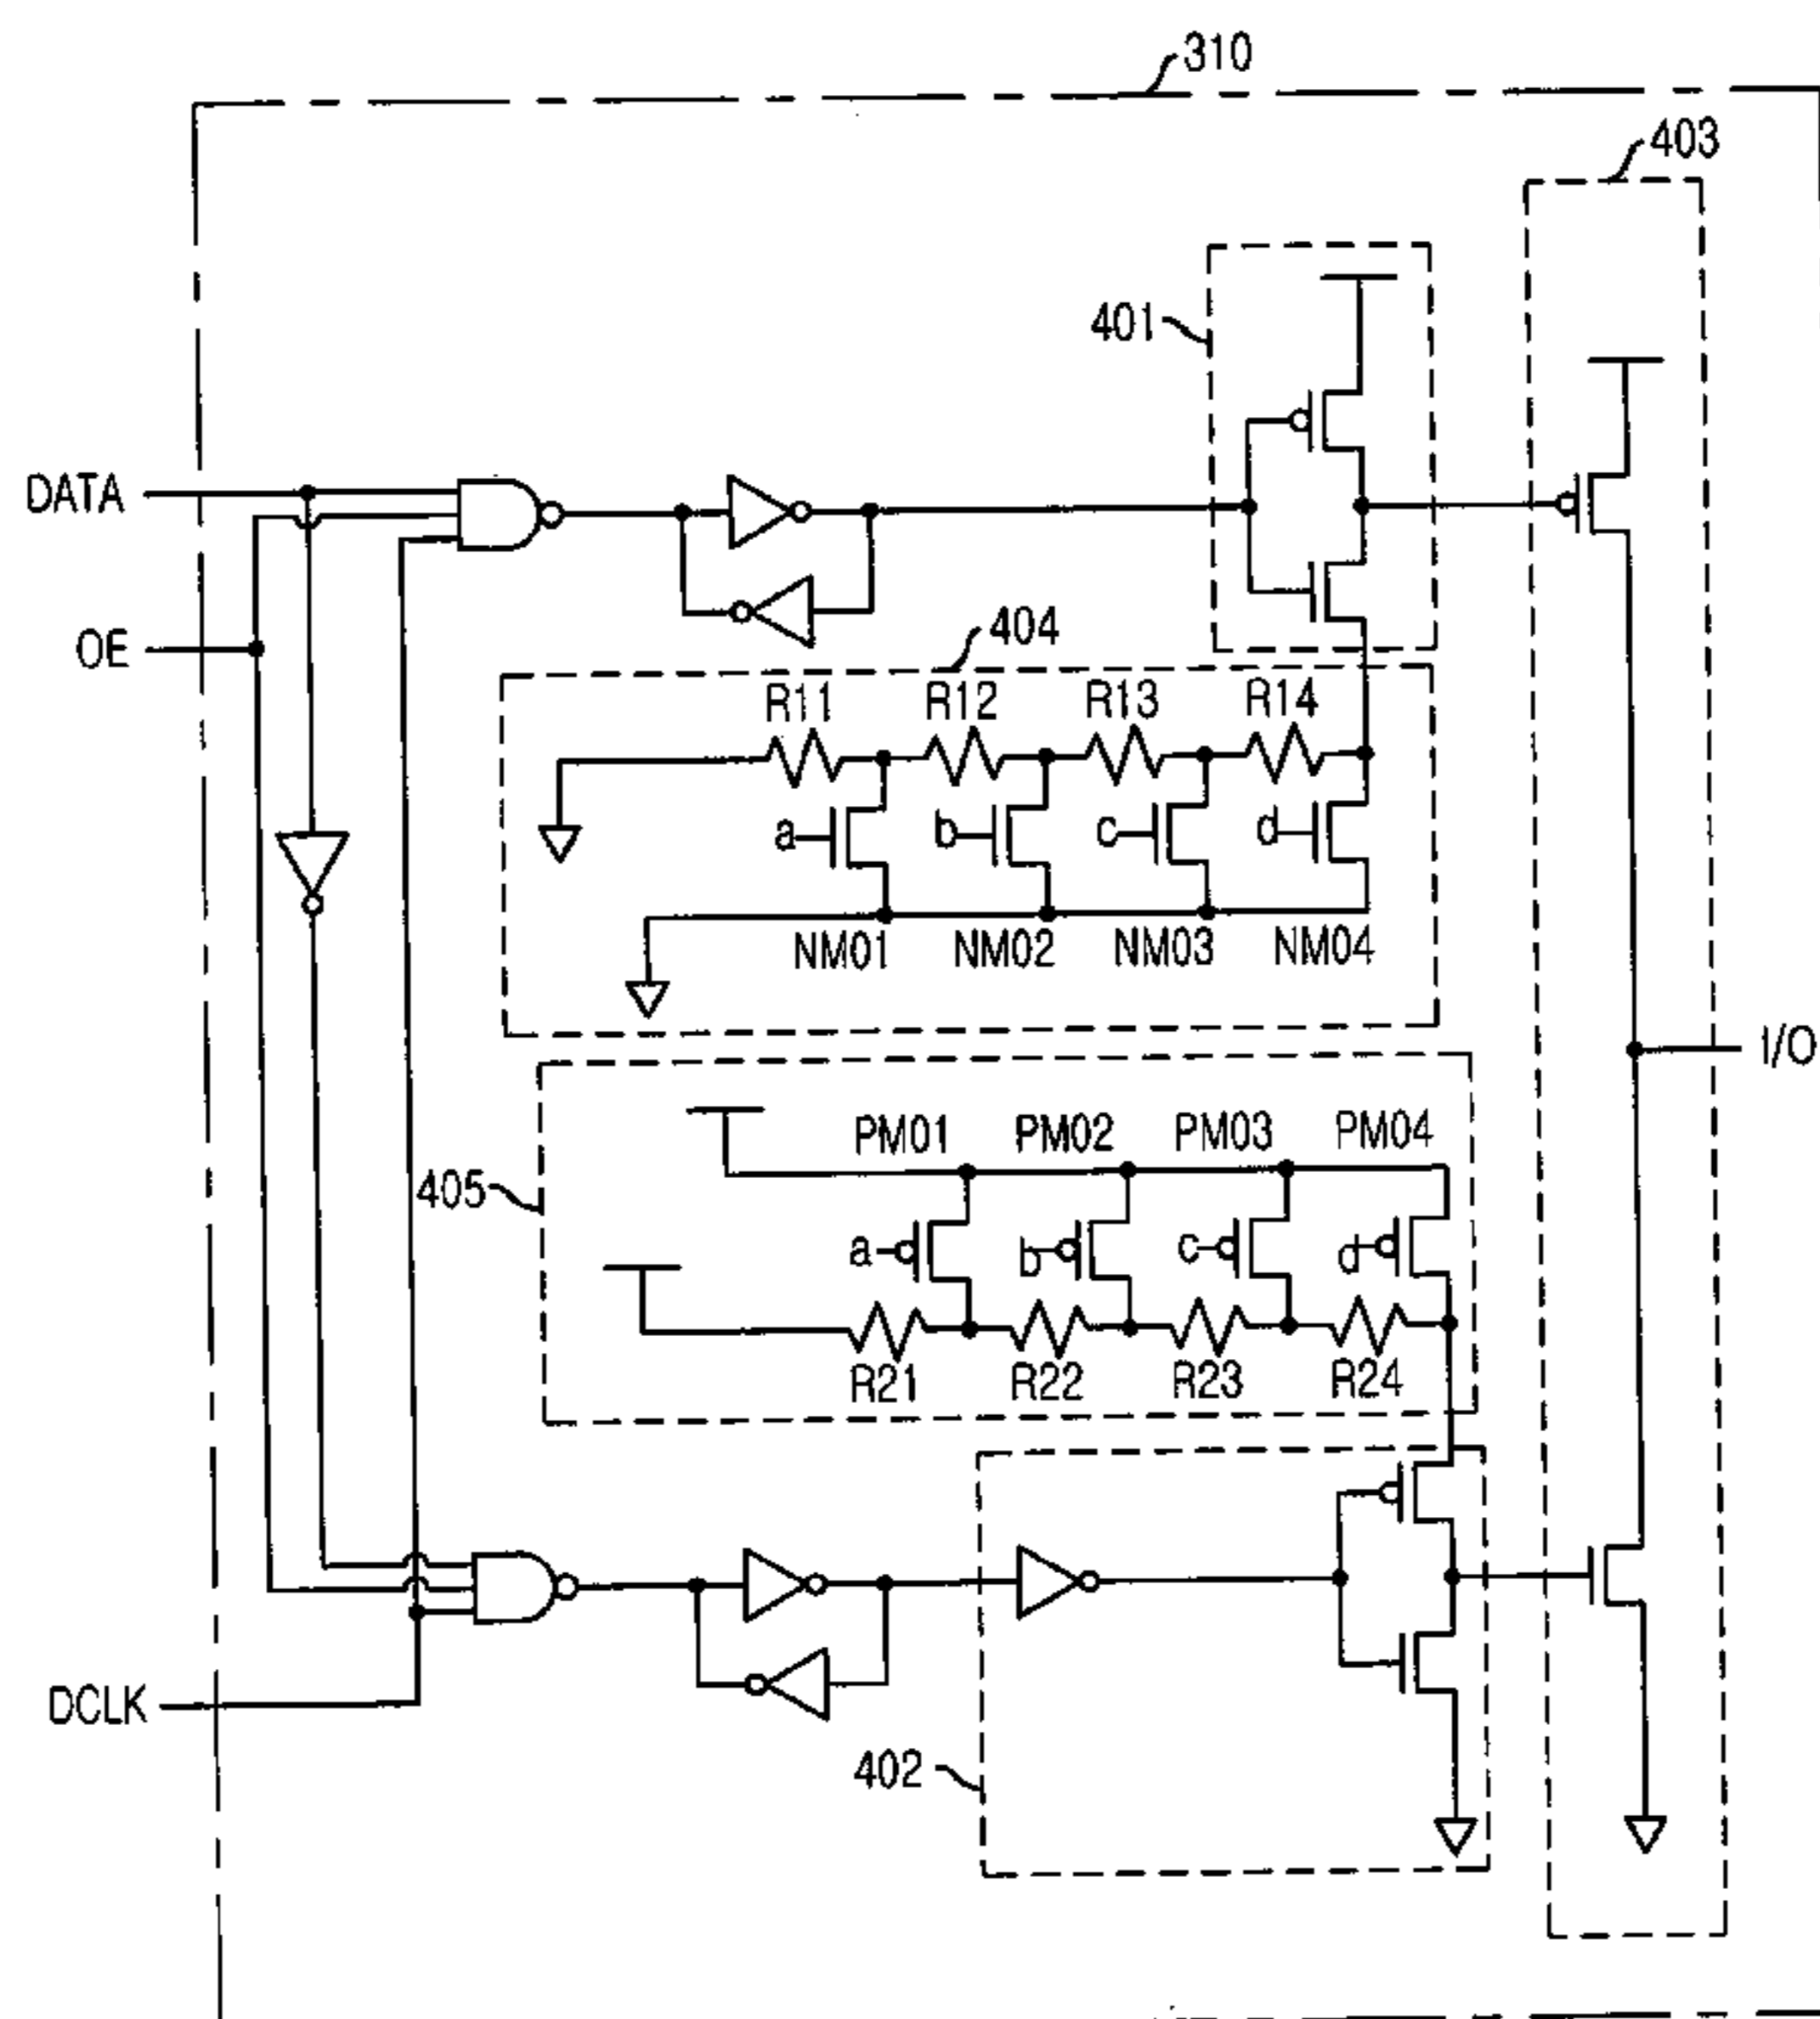 310
403
401
DATA
OE
404
R11 R12 R13 R14
a b c d
NM01 NM02 NM03 NM04
I/O
PM01 PM02 PM03 PM04
405
a b c d
R21 R22 R23 R24
DCLK
402